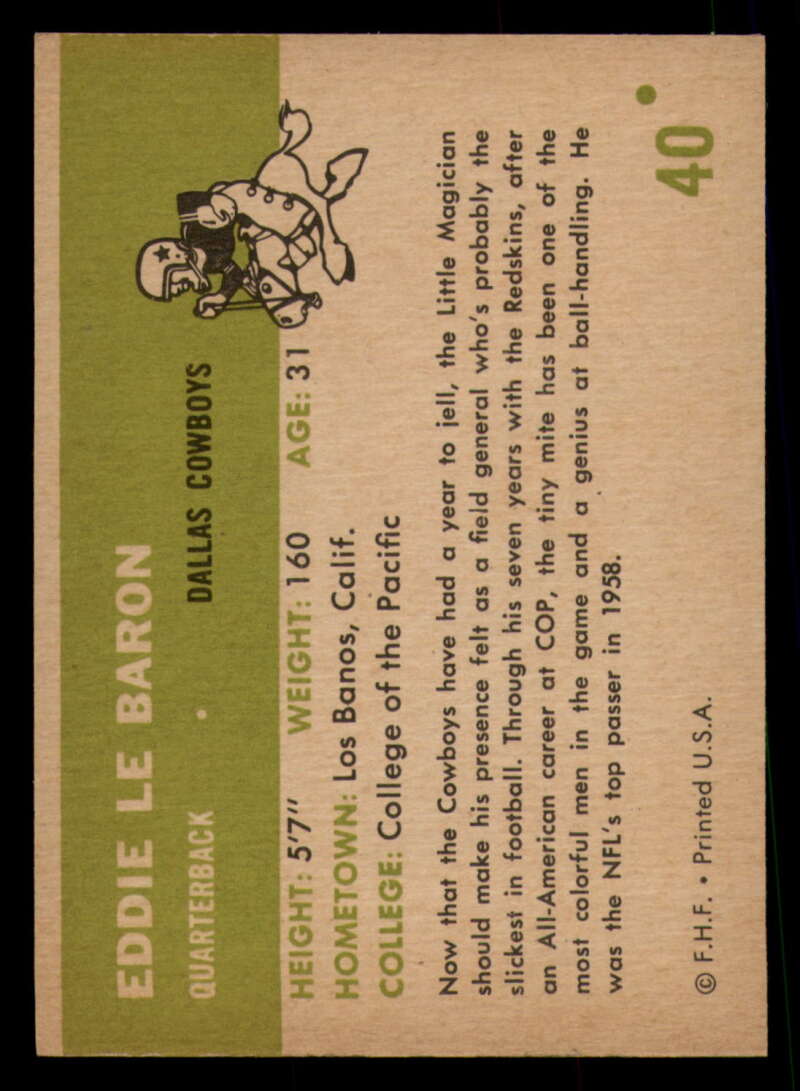 EDDIE LE BARON
QUARTERBACK • DALLAS COWBOYS
HEIGHT: 5'7" WEIGHT: 160 AGE: 31
HOMETOWN: Los Banos, Calif.
COLLEGE: College of the Pacific
Now that the Cowboys have had a year to jell, the Little Magician
should make his presence felt as a field general who's probably the
slickest in football. Through his seven years with the Redskins, after
an All-American career at COP, the tiny mite has been one of the
most colorful men in the game and a genius at ball-handling. He
was the NFL's top passer in 1958.
© F.H.F. • Printed U.S.A.
40 •